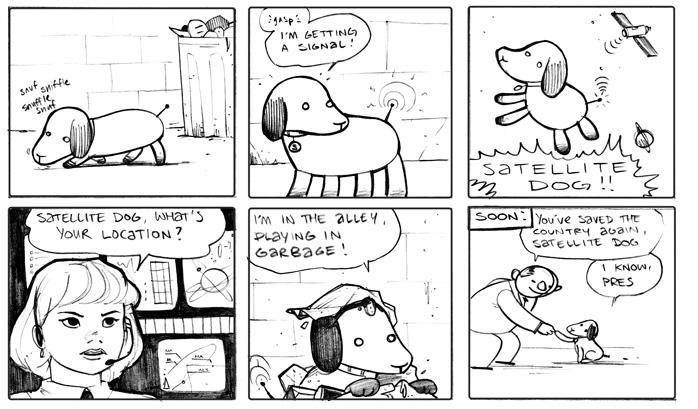 snuf sniffle
snuffle
snuf
gasp
I'M GETTING
A SIGNAL!
SATELLITE
DOG!!
SATELLITE DOG, WHAT'S
YOUR LOCATION?
I'M IN THE ALLEY,
PLAYING IN
GARBAGE!
SOON:
YOU'VE SAVED THE
COUNTRY AGAIN,
SATELLITE DOG
I KNOW,
PRES